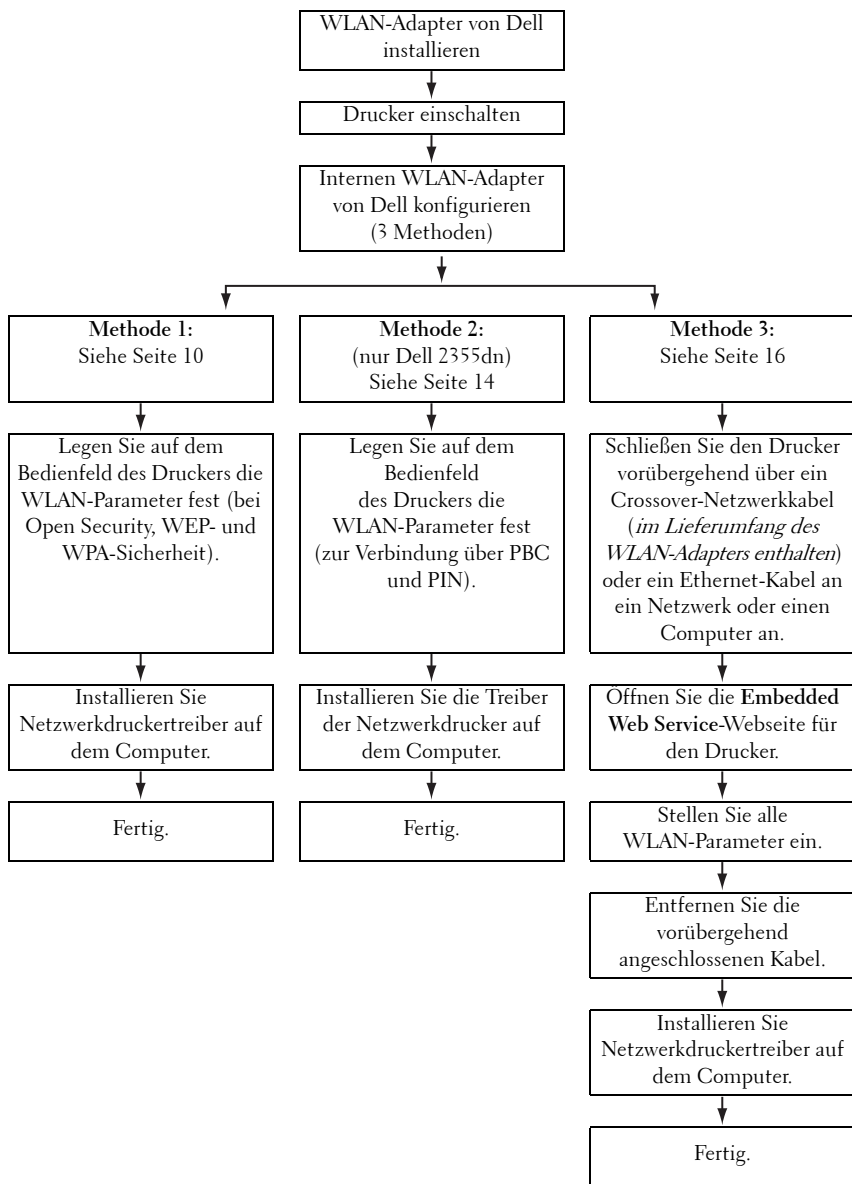 WLAN-Adapter von Dell
installieren
Drucker einschalten
Internen WLAN-Adapter
von Dell konfigurieren
(3 Methoden)
Methode 1:
Siehe Seite 10
Methode 2:
(nur Dell 2355dn)
Siehe Seite 14
Methode 3:
Siehe Seite 16
Legen Sie auf dem
Bedienfeld des Druckers die
WLAN-Parameter fest (bei
Open Security, WEP- und
WPA-Sicherheit).
Legen Sie auf dem
Bedienfeld
des Druckers die
WLAN-Parameter fest
(zur Verbindung über PBC
und PIN).
Schließen Sie den Drucker
vorübergehend über ein
Crossover-Netzwerkkabel
(im Lieferumfang des
WLAN-Adapters enthalten)
oder ein Ethernet-Kabel an
ein Netzwerk oder einen
Computer an.
Installieren Sie
Netzwerkdruckertreiber auf
dem Computer.
Installieren Sie die Treiber
der Netzwerkdrucker auf
dem Computer.
Öffnen Sie die Embedded
Web Service-Webseite für
den Drucker.
Fertig.
Fertig.
Stellen Sie alle
WLAN-Parameter ein.
Entfernen Sie die
vorübergehend
angeschlossenen Kabel.
Installieren Sie
Netzwerkdruckertreiber auf
dem Computer.
Fertig.